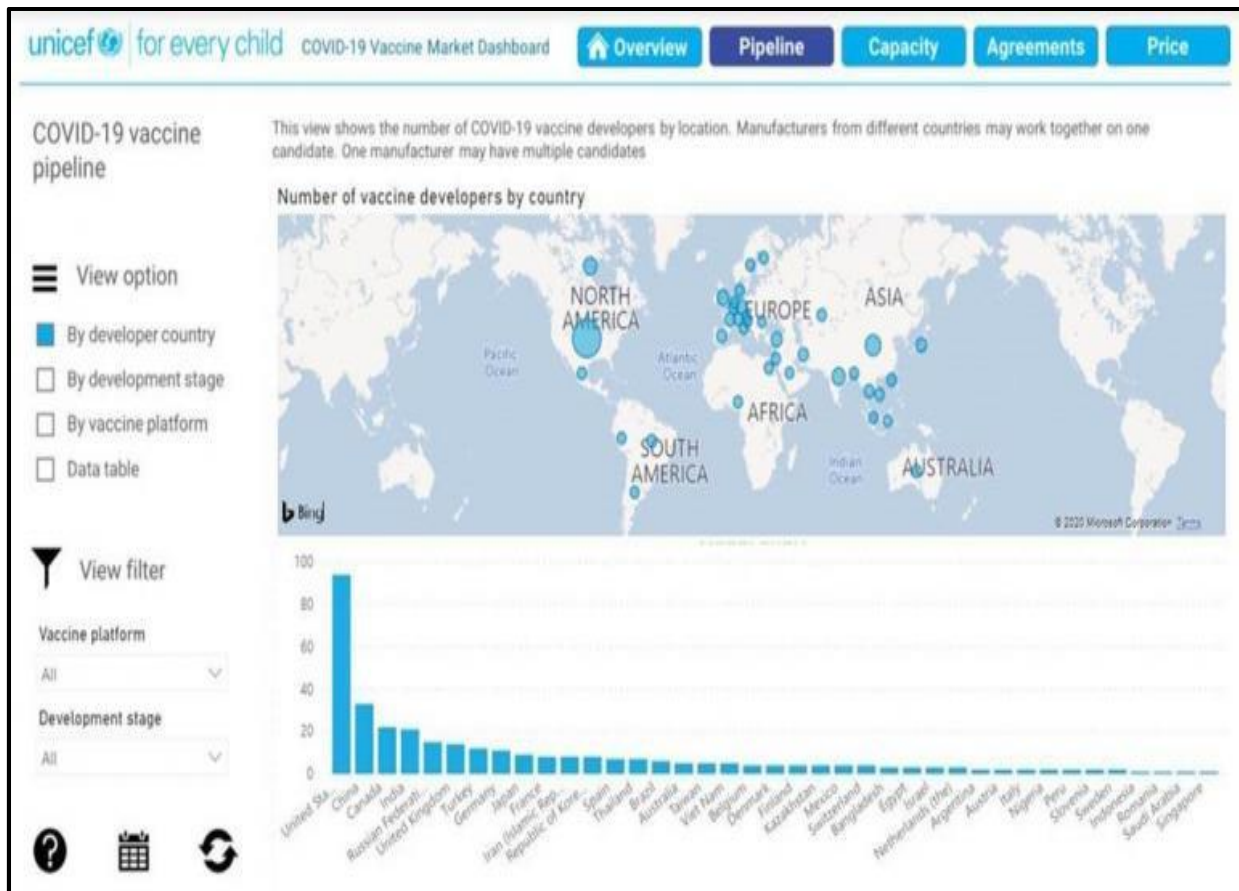 unicef for every child COVID-19 Vaccine Market Dashboard Overview Pipeline Capacity Agreements Price
COVID-19 vaccine
pipeline
This view shows the number of COVID-19 vaccine developers by location. Manufacturers from different countries may work together on one
candidate. One manufacturer may have multiple candidates
Number of vaccine developers by country
View option
By developer country
By development stage
By vaccine platform
Data table
NORTH
AMERICA
EUROPE
ASIA
Pacific
Ocean
Atlantic
Ocean
AFRICA
SOUTH
AMERICA
Indian
Ocean
AUSTRALIA
Bing
© 2020 Microsoft Corporation Terms
View filter
Vaccine platform
All
Development stage
All
100
80
60
40
20
0
United Sta...
China
Canada
India
Russian Federati...
United Kingdom
Turkey
Germany
Japan
France
Iran (Islamic Rep...
Republic of Kore...
Spain
Thailand
Brazil
Australia
Taiwan
Viet Nam
Belgium
Denmark
Finland
Kazakhstan
Mexico
Switzerland
Bangladesh
Egypt
Israel
Netherlands (the)
Argentina
Austria
Italy
Nigeria
Peru
Slovenia
Sweden
Indonesia
Romania
Saudi Arabia
Singapore